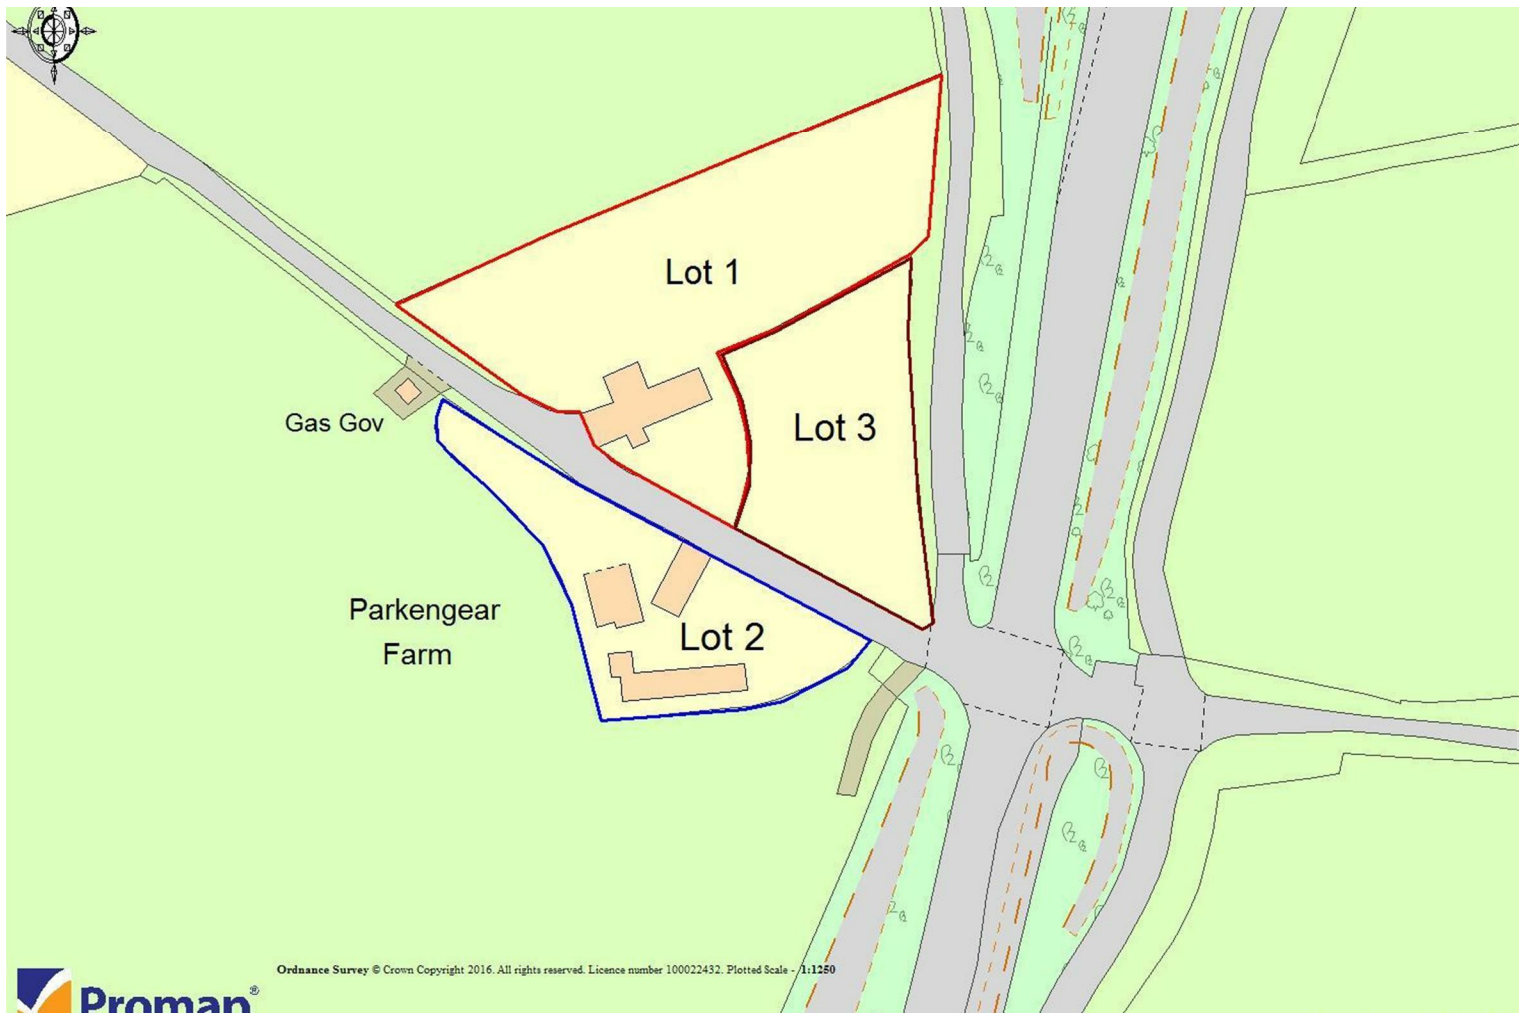 Lot 1
Gas Gov
Lot 3
Parkengear
Farm
Lot 2
Ordnance Survey © Crown Copyright 2016. All rights reserved. Licence number 100022432. Plotted Scale - 1:1250
Promap®